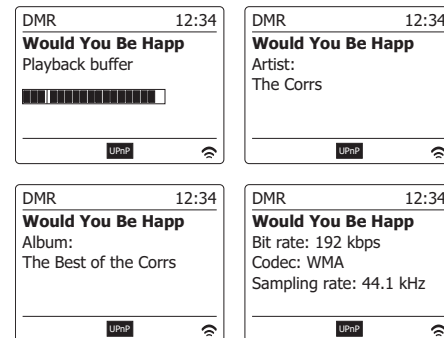 DMR 12:34
Would You Be Happ
Playback buffer
UPnP
DMR 12:34
Would You Be Happ
Artist:
The Corrs
UPnP
DMR 12:34
Would You Be Happ
Album:
The Best of the Corrs
UPnP
DMR 12:34
Would You Be Happ
Bit rate: 192 kbps
Codec: WMA
Sampling rate: 44.1 kHz
UPnP